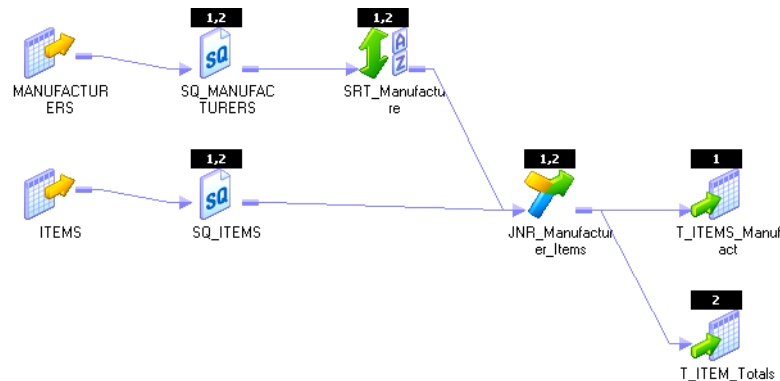 1,2
1,2
SQ
A
Z
MANUFACTUR
ERS
SQ_MANUFAC
TURERS
SRT_Manufactu
re
1,2
1,2
1
SQ
ITEMS
SQ_ITEMS
JNR_Manufactur
er_Items
T_ITEMS_Manuf
act
2
T_ITEM_Totals